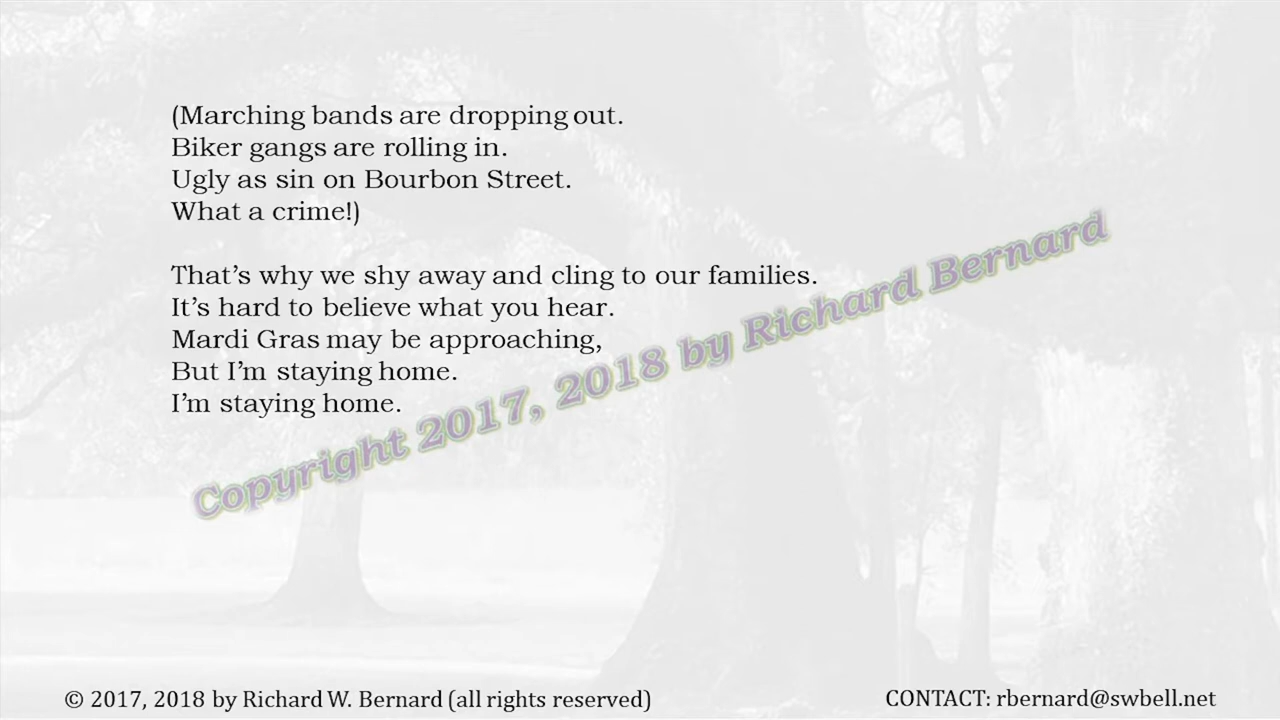 (Marching bands are dropping out.
Biker gangs are rolling in.
Ugly as sin on Bourbon Street.
What a crime!)
That’s why we shy away and cling to our families.
It’s hard to believe what you hear.
Mardi Gras may be approaching,
But I’m staying home.
I’m staying home.
Copyright 2017, 2018 by Richard Bernard
© 2017, 2018 by Richard W. Bernard (all rights reserved)
CONTACT: rbernard@swbell.net